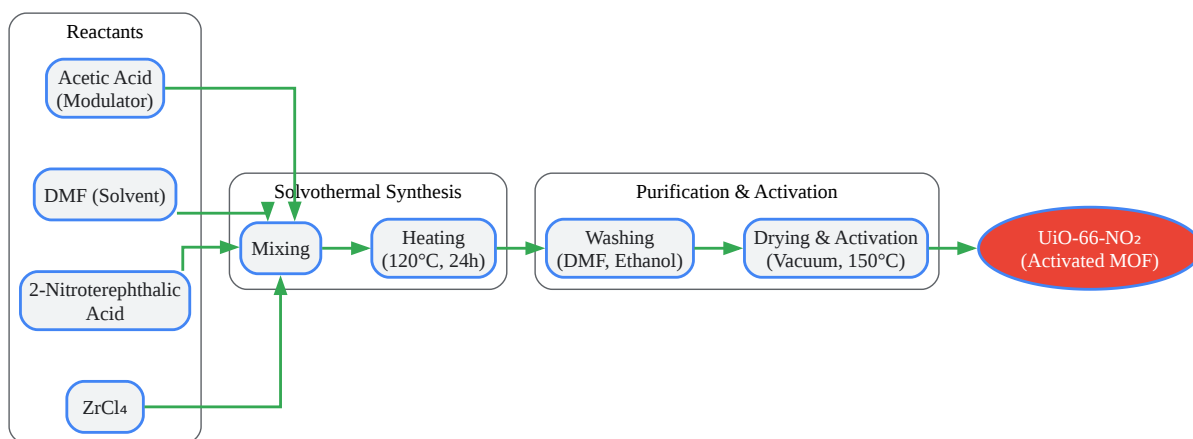 Reactants
Acetic Acid
(Modulator)
DMF (Solvent)
2-Nitroterephthalic
Acid
ZrCl₄
Solvothermal Synthesis
Mixing
Heating
(120°C, 24h)
Purification & Activation
Washing
(DMF, Ethanol)
Drying & Activation
(Vacuum, 150°C)
UiO-66-NO₂
(Activated MOF)